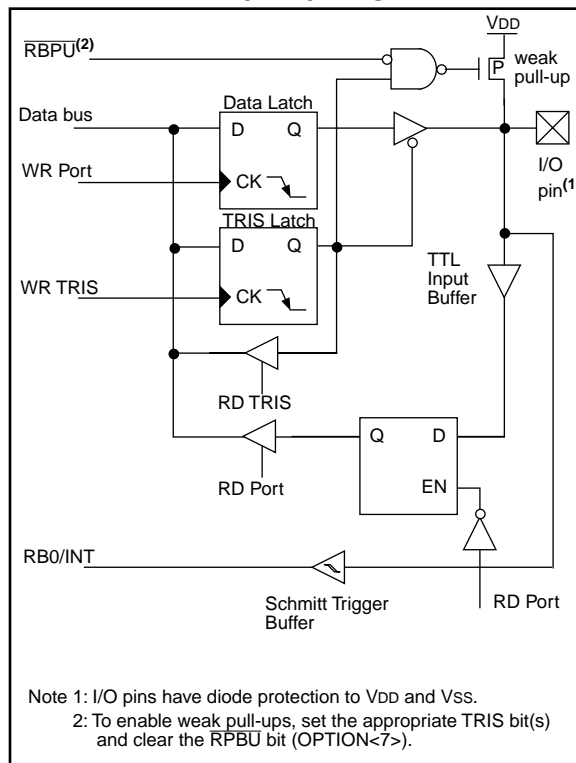 VDD
RBPU(2)
P
weak
pull-up
Data Latch
Data bus
D Q
WR Port
CK
I/O
pin(1
TRIS Latch
D Q
TTL
Input
Buffer
WR TRIS
CK
RD TRIS
Q D
RD Port
EN
RB0/INT
Schmitt Trigger
Buffer
RD Port
Note 1: I/O pins have diode protection to VDD and VSS.
2: To enable weak pull-ups, set the appropriate TRIS bit(s)
and clear the RPBU bit (OPTION<7>).